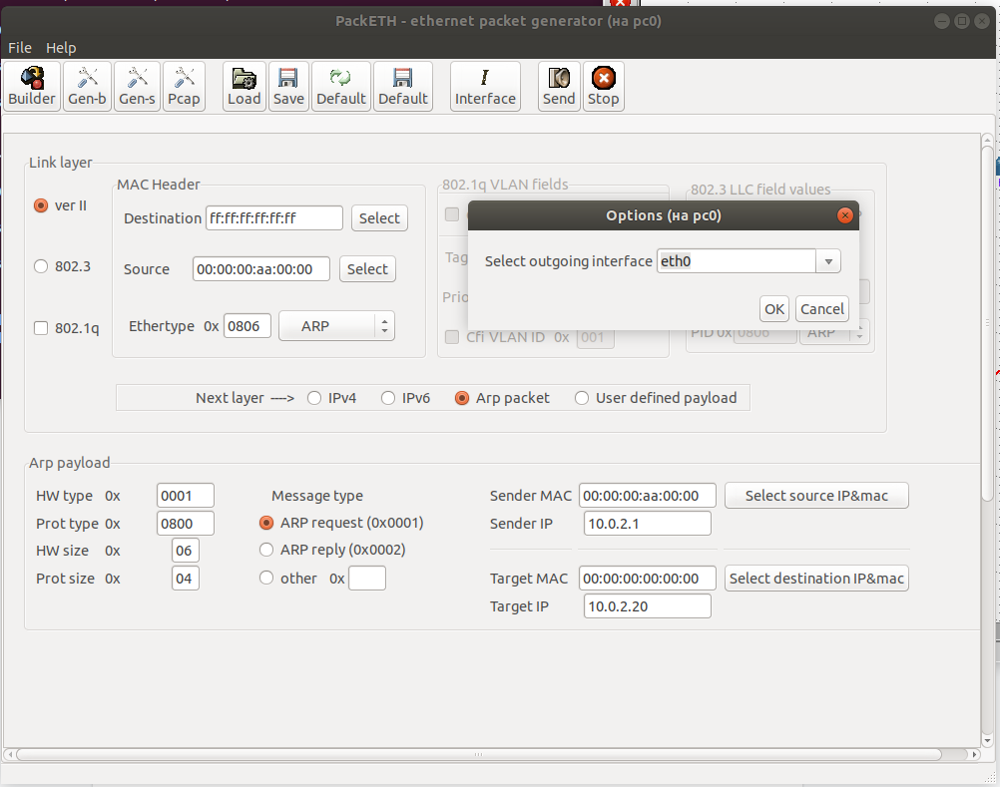 PackETH - ethernet packet generator (на pc0)
File Help
Builder Gen-b Gen-s Pcap Load Save Default Default Interface Send Stop
Link layer
ver II
802.3
802.1q
MAC Header
Destination ff:ff:ff:ff:ff:ff Select
Source 00:00:00:aa:00:00 Select
Ethertype 0x 0806 ARP
802.1q VLAN fields
Cfi VLAN ID 0x 001
802.3 LLC field values
PID 0x 0806 ARP
Options (на pc0)
Select outgoing interface eth0
OK Cancel
Next layer ----> IPv4 IPv6 Arp packet User defined payload
Arp payload
HW type 0x 0001
Prot type 0x 0800
HW size 0x 06
Prot size 0x 04
Message type
ARP request (0x0001)
ARP reply (0x0002)
other 0x
Sender MAC 00:00:00:aa:00:00 Select source IP&mac
Sender IP 10.0.2.1
Target MAC 00:00:00:00:00:00 Select destination IP&mac
Target IP 10.0.2.20